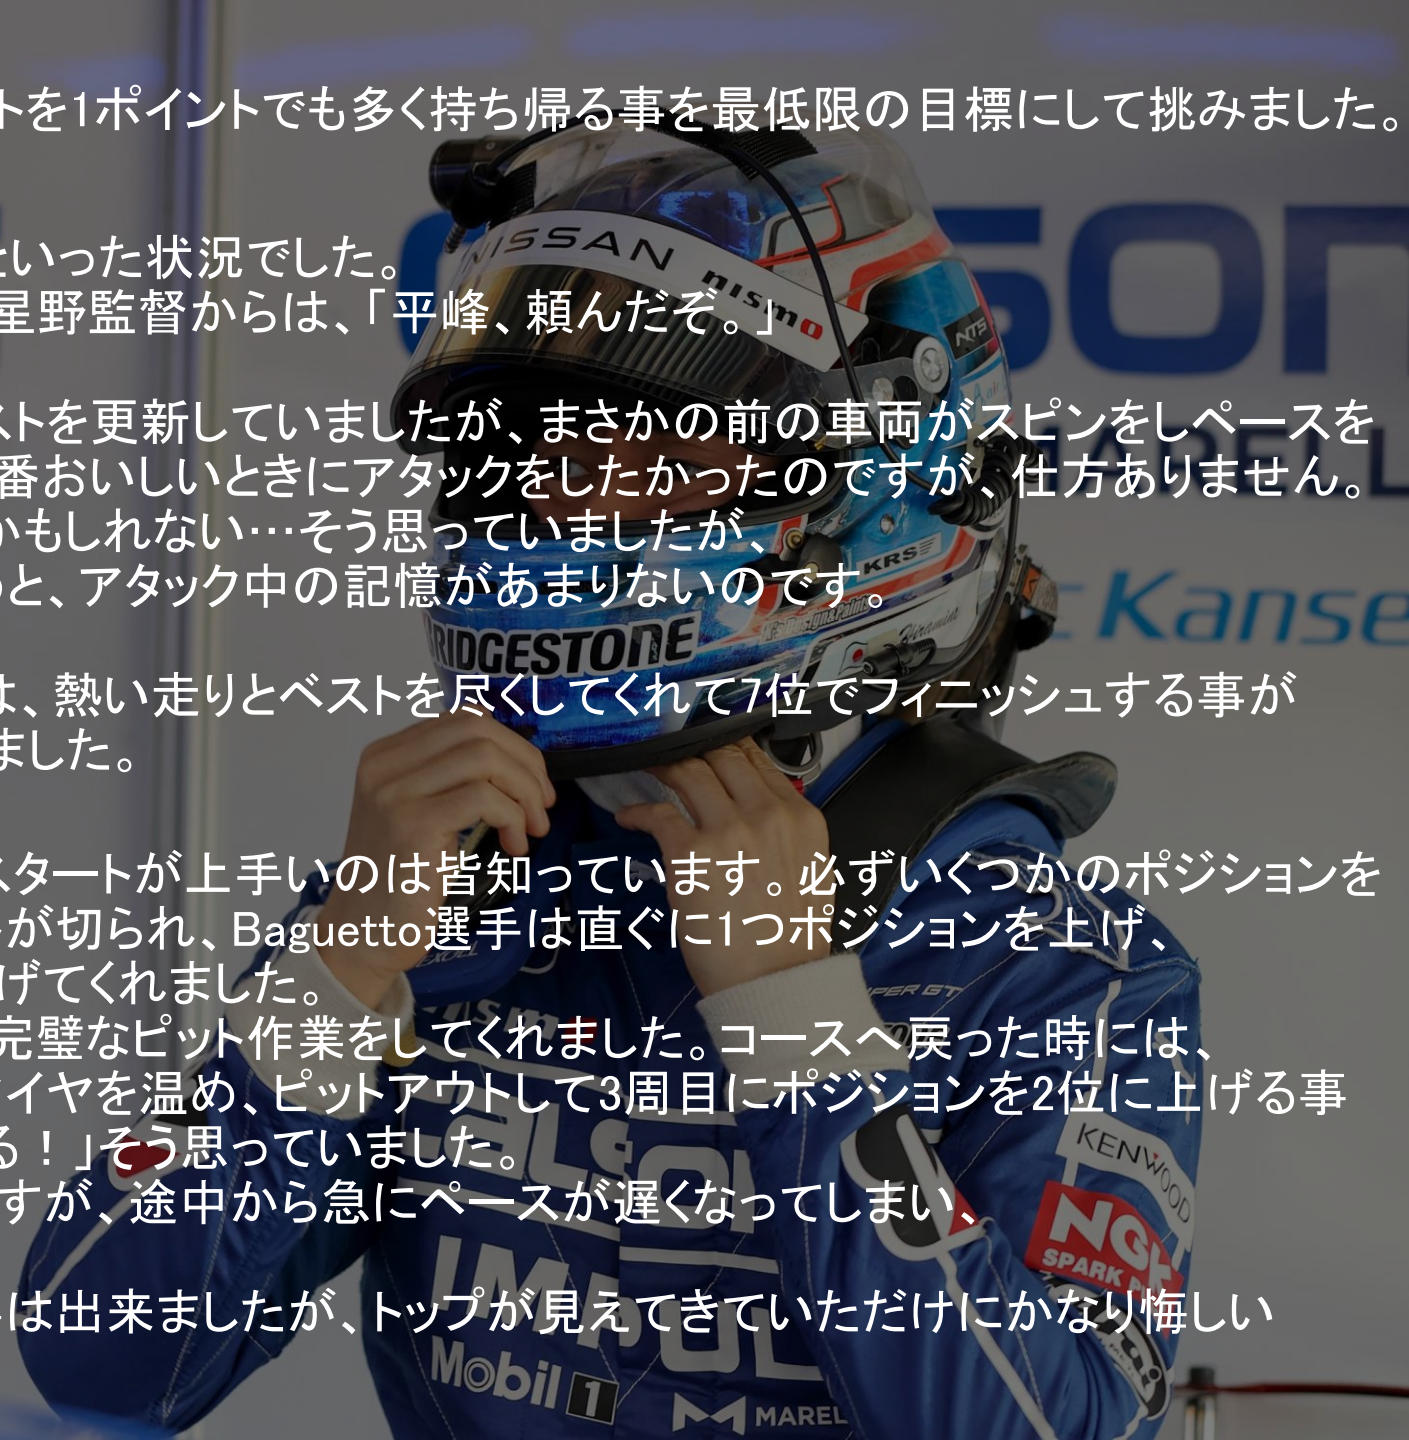 トを1ポイントでも多く持ち帰る事を最低限の目標にして挑みました。
いった状況でした。
星野監督からは、「平峰、頼んだぞ。」
ストを更新していましたが、まさかの前の車両がスピンをしペースを
番おいしいときにアタックをしたかったのですが、仕方ありません。
かもしれない…そう思っていましたが、
と、アタック中の記憶があまりないのです。
は、熱い走りとベストを尽くしてくれて7位でフィニッシュする事が
ました。
スタートが上手いのは皆知っています。必ずいくつかのポジションを
が切られ、Baguetto選手は直ぐに1つポジションを上げ、
げてくれました。
完璧なピット作業をしてくれました。コースへ戻った時には、
タイヤを温め、ピットアウトして3周目にポジションを2位に上げる事
る！」そう思っていました。
すが、途中から急にペースが遅くなってしまい、
は出来ましたが、トップが見えてきていただけにかなり悔しい
NISSAN
nismo
NTS
KRS
BRIDGESTONE
K's Design&Paints
Hiramine
SON
MARELL
c Kanse
nismo
SUPER GT
calson
IMPUL
Mobil 1
MAREL
KENWOOD
NGK
SPARK